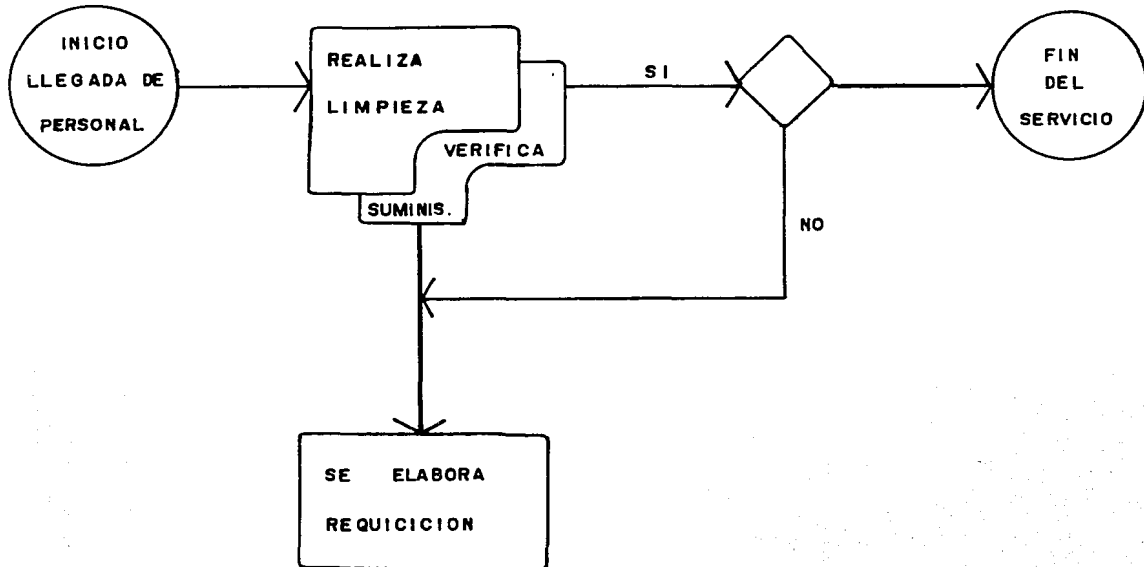 INICIO
LLEGADA DE
PERSONAL
REALIZA
LIMPIEZA
VERIFICA
SUMINIS.
SI
NO
FIN
DEL
SERVICIO
SE ELABORA
REQUICICION